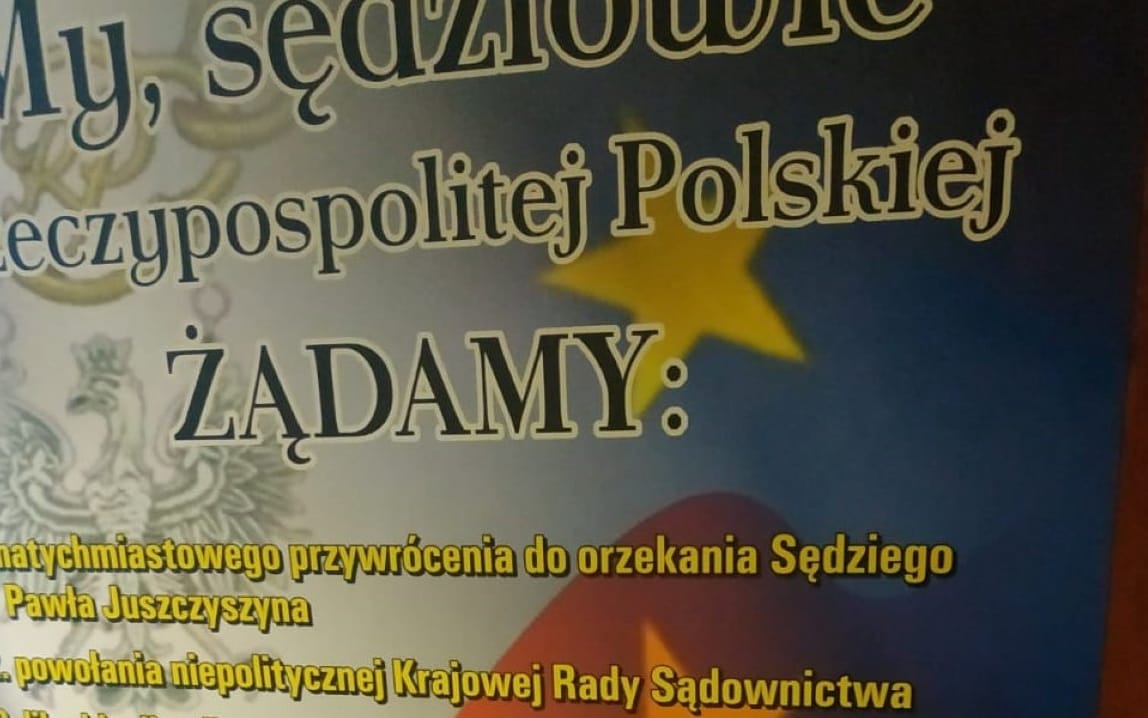 My, sędziowie
Rzeczypospolitej Polskiej
ŻĄDAMY:
natychmiastowego przywrócenia do orzekania Sędziego
Pawła Juszczyszyna
. powołania niepolitycznej Krajowej Rady Sądownictwa